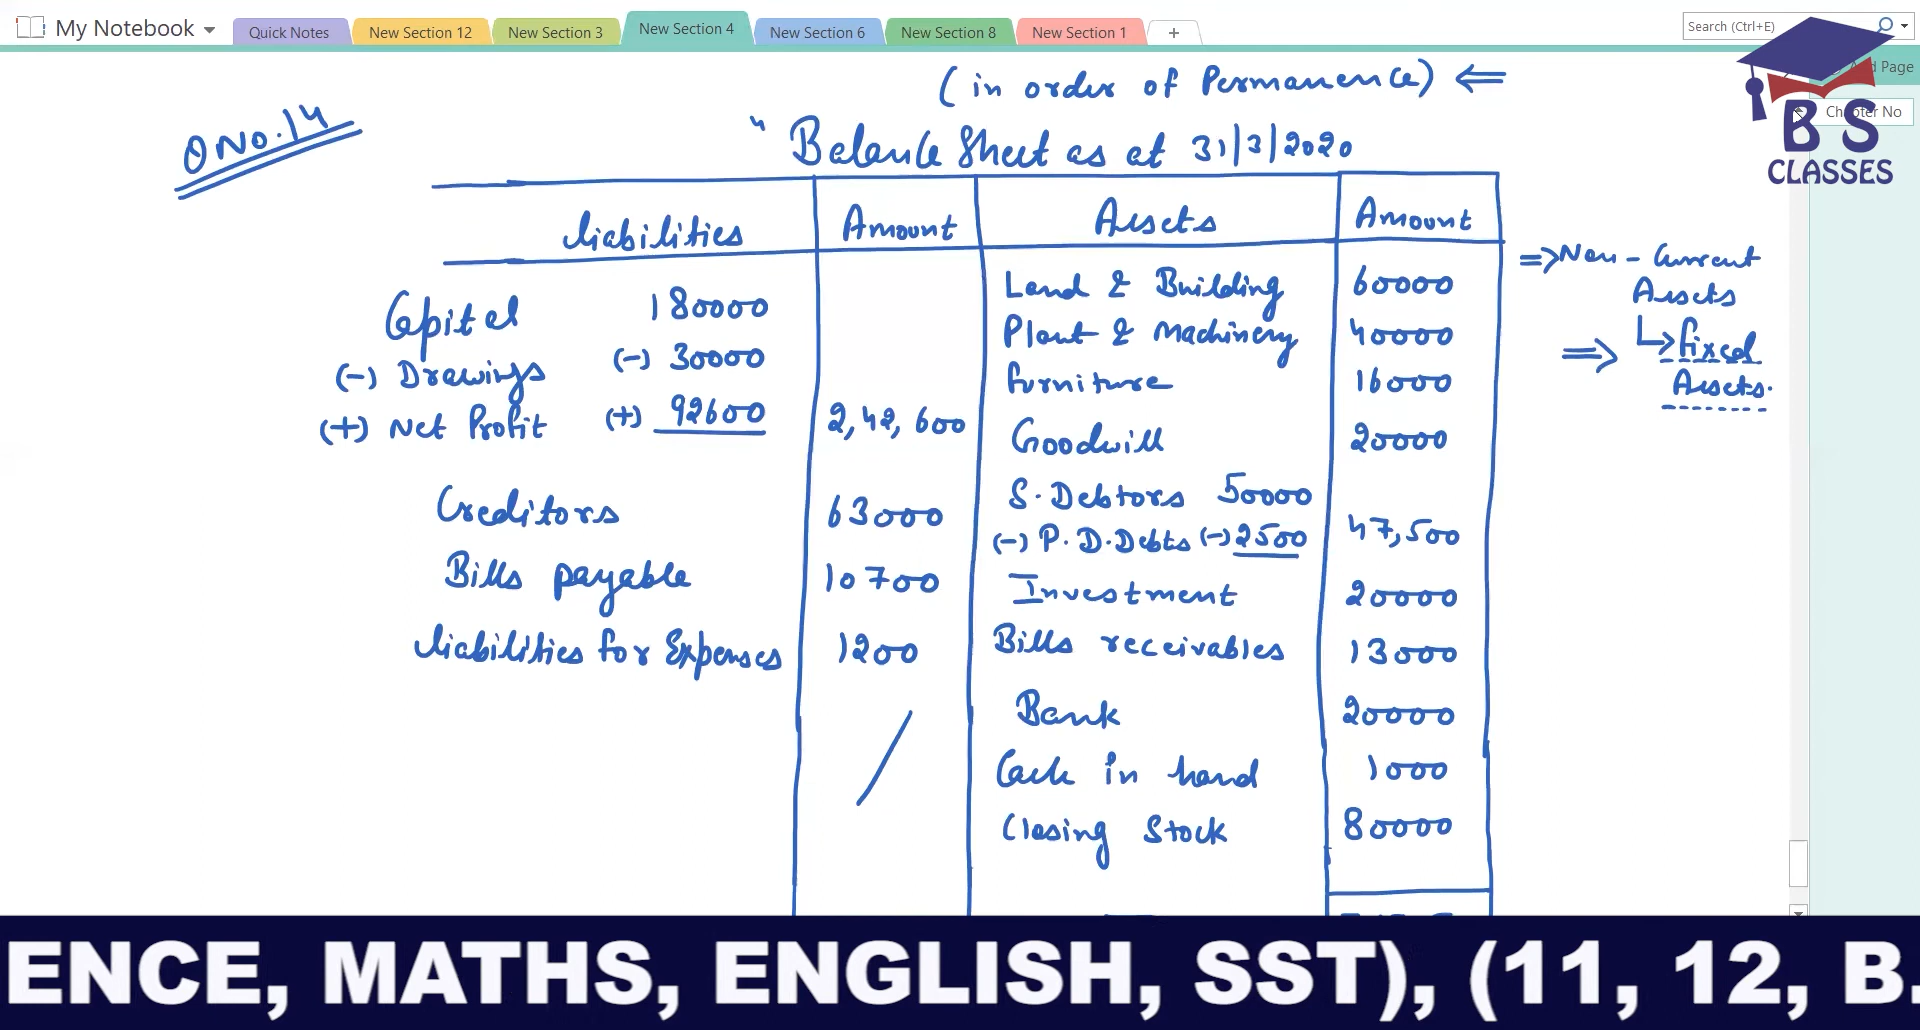 My Notebook
Quick Notes
New Section 12
New Section 3
New Section 4
New Section 6
New Section 8
New Section 1
+
Search (Ctrl+E)
Page
Ch ter No
B S
CLASSES
(in order of Permanence) ⇐
Q No. 14
" Balance Sheet as at 31/3/2020
Liabilities Amount Assets Amount
Capital 180000
(-) Drawings (-) 30000
(+) Net Profit (+) 92600 2,42,600
Creditors 63000
Bills payable 10700
Liabilities for Expenses 1200
Land & Building 60000
Plant & Machinery 40000
Furniture 16000
Goodwill 20000
S. Debtors 50000
(-) P.D.Debts (-) 2500 47,500
Investment 20000
Bills receivables 13000
Bank 20000
Cash in hand 1000
Closing Stock 80000
⇒ Non-Current
Assets
⇒ ↳ Fixed
Assets.
ENCE, MATHS, ENGLISH, SST), (11, 12, B.